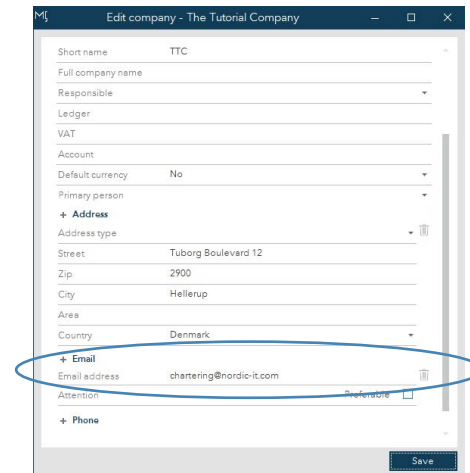 Edit company - The Tutorial Company
Short name TTC
Full company name
Responsible
Ledger
VAT
Account
Default currency No
Primary person
+ Address
Address type
Street Tuborg Boulevard 12
Zip 2900
City Hellerup
Area
Country Denmark
+ Email
Email address chartering@nordic-it.com
Attention Preferable
+ Phone
Save